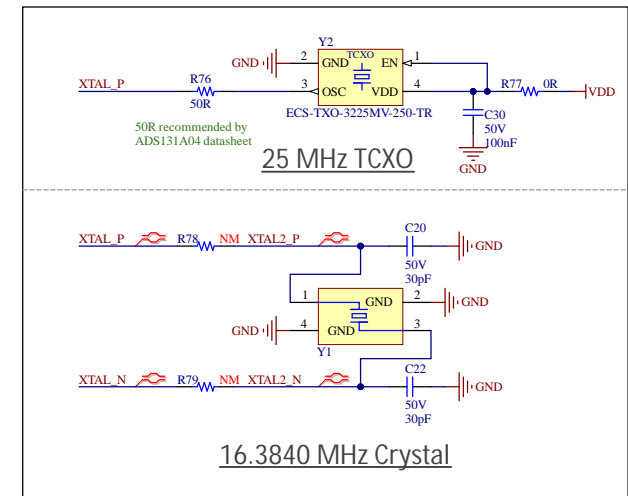 Y2
TCXO
GND 2 GND EN 1
XTAL_P R76 3 OSC VDD 4 R77 0R VDD
50R
ECS-TXO-3225MV-250-TR
C30
50V
100nF
GND
50R recommended by
ADS131A04 datasheet
25 MHz TCXO
C20
XTAL_P R78 NM XTAL2_P GND
50V
30pF
1 GND 2 GND
GND 4 GND 3
Y1
C22
XTAL_N R79 NM XTAL2_N GND
50V
30pF
16.3840 MHz Crystal